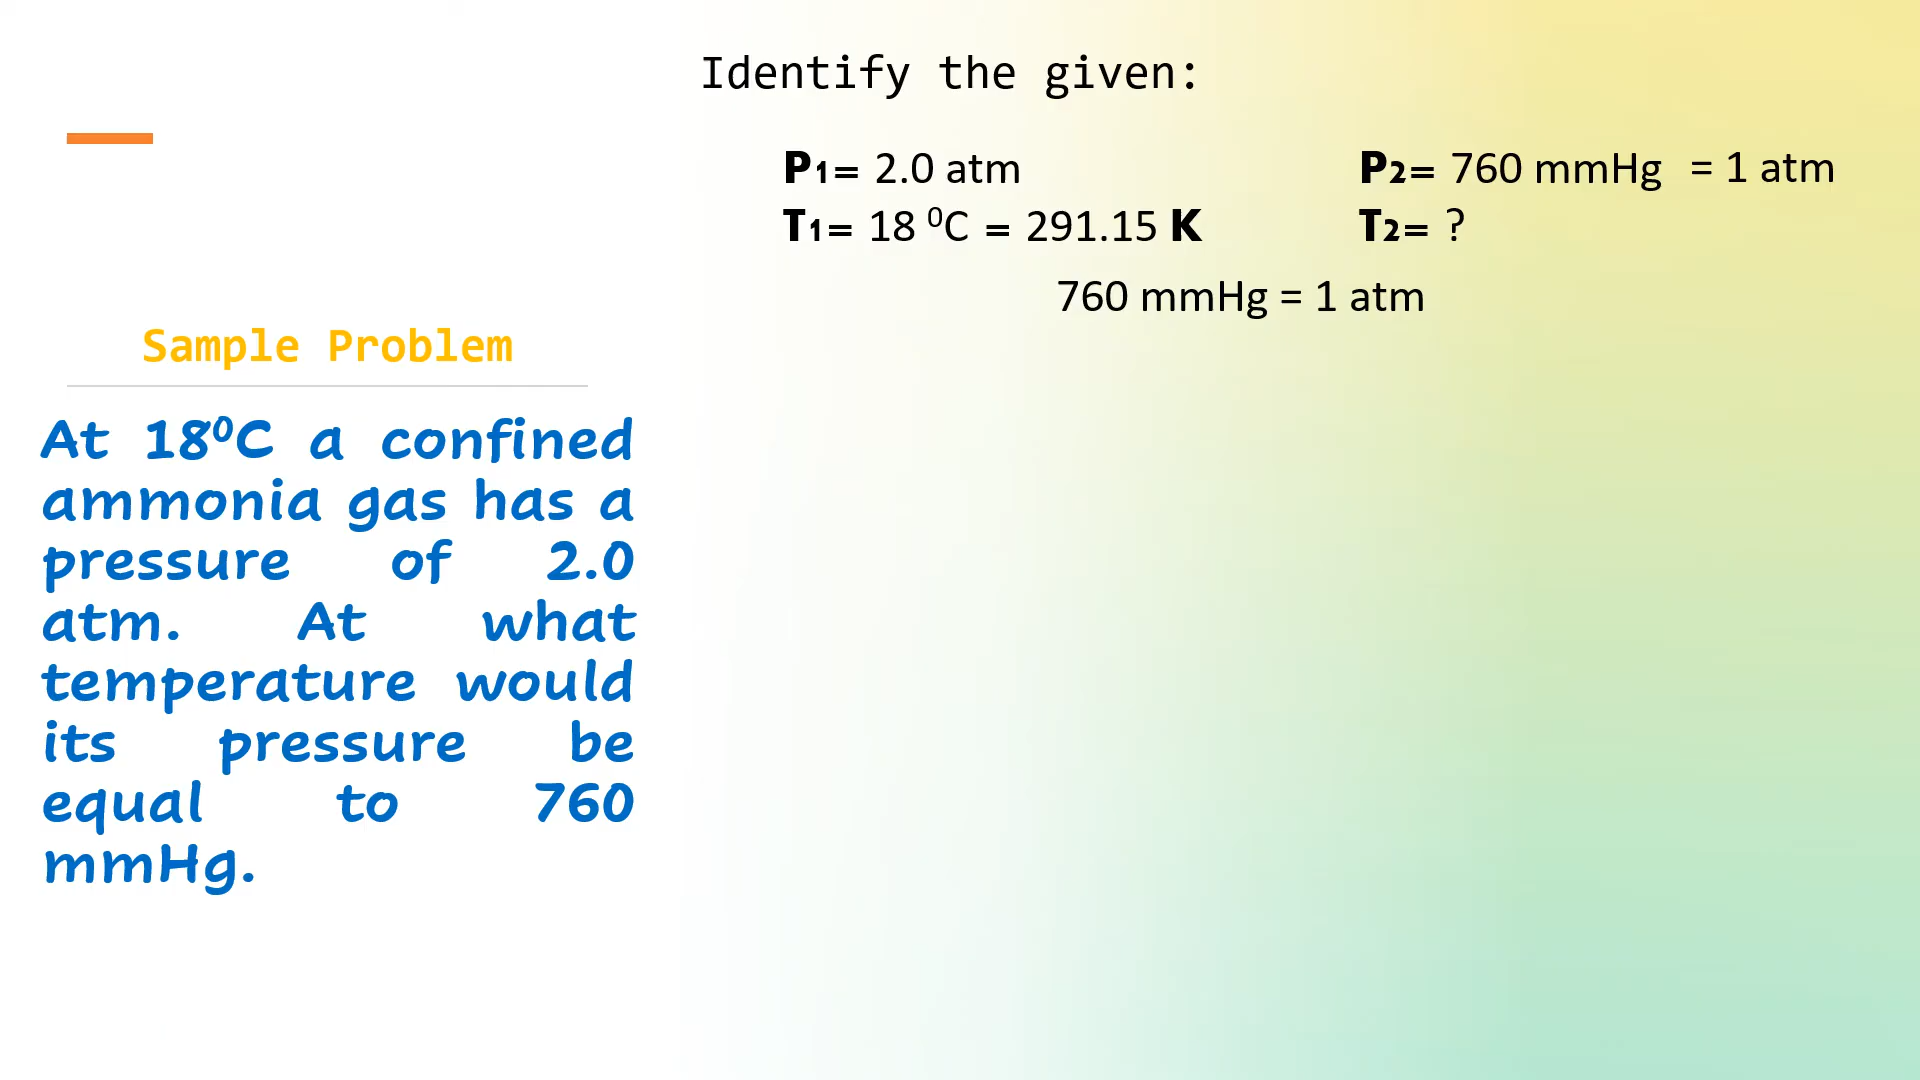 Identify the given:
P₁= 2.0 atm
P₂= 760 mmHg = 1 atm
T₁= 18 ⁰C = 291.15 K
T₂= ?
760 mmHg = 1 atm
Sample Problem
At 18⁰C a confined
ammonia gas has a
pressure of 2.0
atm. At what
temperature would
its pressure be
equal to 760
mmHg.